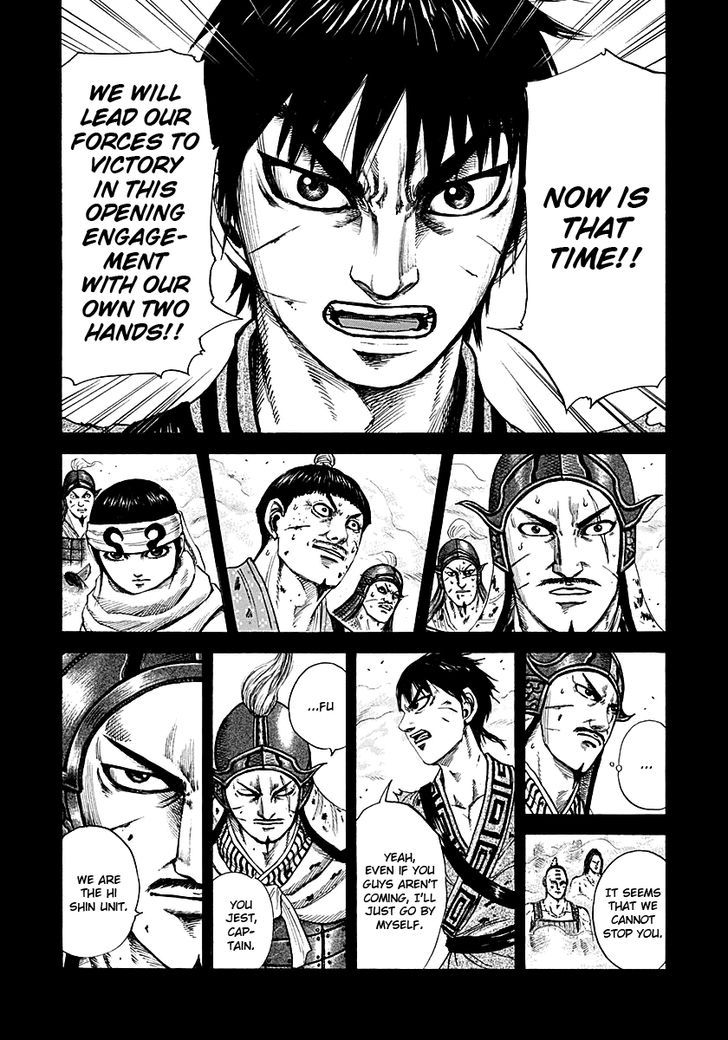 NOW IS
THAT
TIME!!
WE WILL
LEAD OUR
FORCES TO
VICTORY
IN THIS
OPENING
ENGAGE-
MENT
WITH OUR
OWN TWO
HANDS!!
...
IT SEEMS
THAT WE
CANNOT
STOP YOU.
YEAH,
EVEN IF YOU
GUYS AREN'T
COMING, I'LL
JUST GO BY
MYSELF.
...FU
YOU
JEST,
CAP-
TAIN.
WE ARE
THE HI
SHIN UNIT.